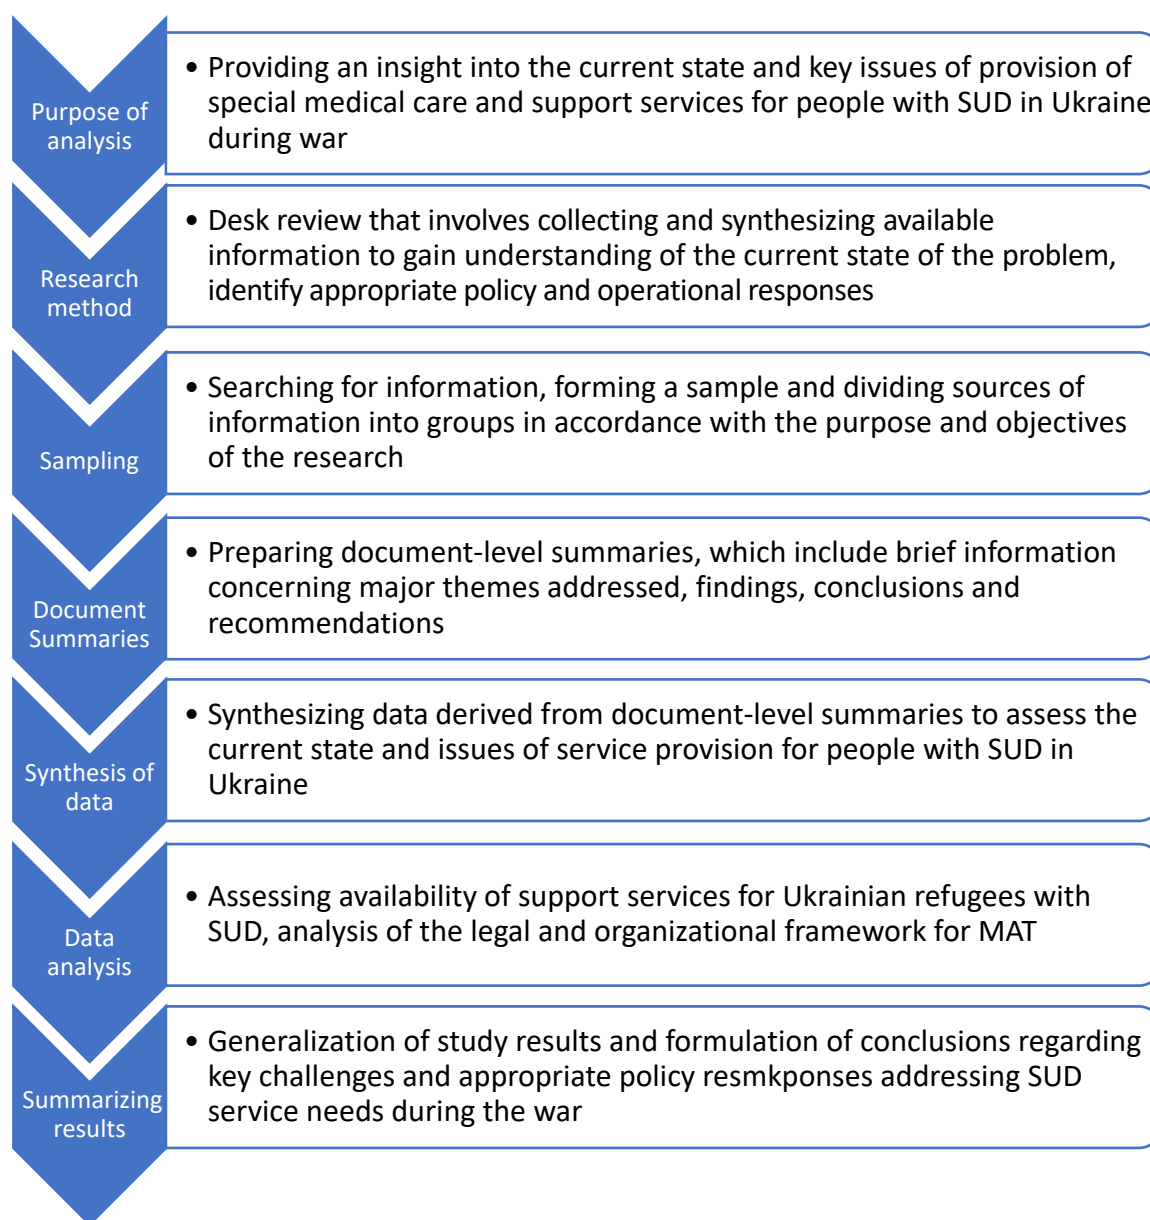 Purpose of
analysis
• Providing an insight into the current state and key issues of provision of
special medical care and support services for people with SUD in Ukraine
during war
Research
method
• Desk review that involves collecting and synthesizing available
information to gain understanding of the current state of the problem,
identify appropriate policy and operational responses
Sampling
• Searching for information, forming a sample and dividing sources of
information into groups in accordance with the purpose and objectives
of the research
Document
Summaries
• Preparing document-level summaries, which include brief information
concerning major themes addressed, findings, conclusions and
recommendations
Synthesis of
data
• Synthesizing data derived from document-level summaries to assess the
current state and issues of service provision for people with SUD in
Ukraine
Data
analysis
• Assessing availability of support services for Ukrainian refugees with
SUD, analysis of the legal and organizational framework for MAT
Summarizing
results
• Generalization of study results and formulation of conclusions regarding
key challenges and appropriate policy resmkponses addressing SUD
service needs during the war